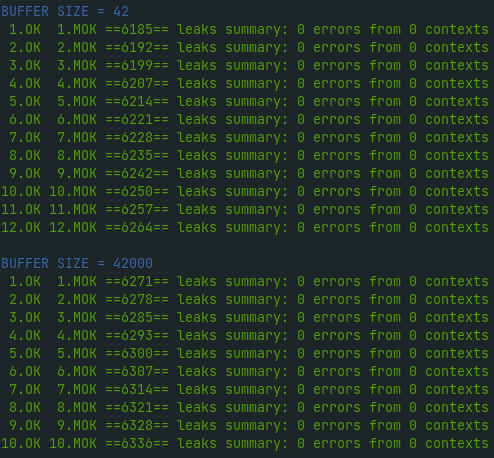 BUFFER SIZE = 42
 1.OK  1.MOK ==6185== leaks summary: 0 errors from 0 contexts
 2.OK  2.MOK ==6192== leaks summary: 0 errors from 0 contexts
 3.OK  3.MOK ==6199== leaks summary: 0 errors from 0 contexts
 4.OK  4.MOK ==6207== leaks summary: 0 errors from 0 contexts
 5.OK  5.MOK ==6214== leaks summary: 0 errors from 0 contexts
 6.OK  6.MOK ==6221== leaks summary: 0 errors from 0 contexts
 7.OK  7.MOK ==6228== leaks summary: 0 errors from 0 contexts
 8.OK  8.MOK ==6235== leaks summary: 0 errors from 0 contexts
 9.OK  9.MOK ==6242== leaks summary: 0 errors from 0 contexts
10.OK 10.MOK ==6250== leaks summary: 0 errors from 0 contexts
11.OK 11.MOK ==6257== leaks summary: 0 errors from 0 contexts
12.OK 12.MOK ==6264== leaks summary: 0 errors from 0 contexts

BUFFER SIZE = 42000
 1.OK  1.MOK ==6271== leaks summary: 0 errors from 0 contexts
 2.OK  2.MOK ==6278== leaks summary: 0 errors from 0 contexts
 3.OK  3.MOK ==6285== leaks summary: 0 errors from 0 contexts
 4.OK  4.MOK ==6293== leaks summary: 0 errors from 0 contexts
 5.OK  5.MOK ==6300== leaks summary: 0 errors from 0 contexts
 6.OK  6.MOK ==6307== leaks summary: 0 errors from 0 contexts
 7.OK  7.MOK ==6314== leaks summary: 0 errors from 0 contexts
 8.OK  8.MOK ==6321== leaks summary: 0 errors from 0 contexts
 9.OK  9.MOK ==6328== leaks summary: 0 errors from 0 contexts
10.OK 10.MOK ==6336== leaks summary: 0 errors from 0 contexts